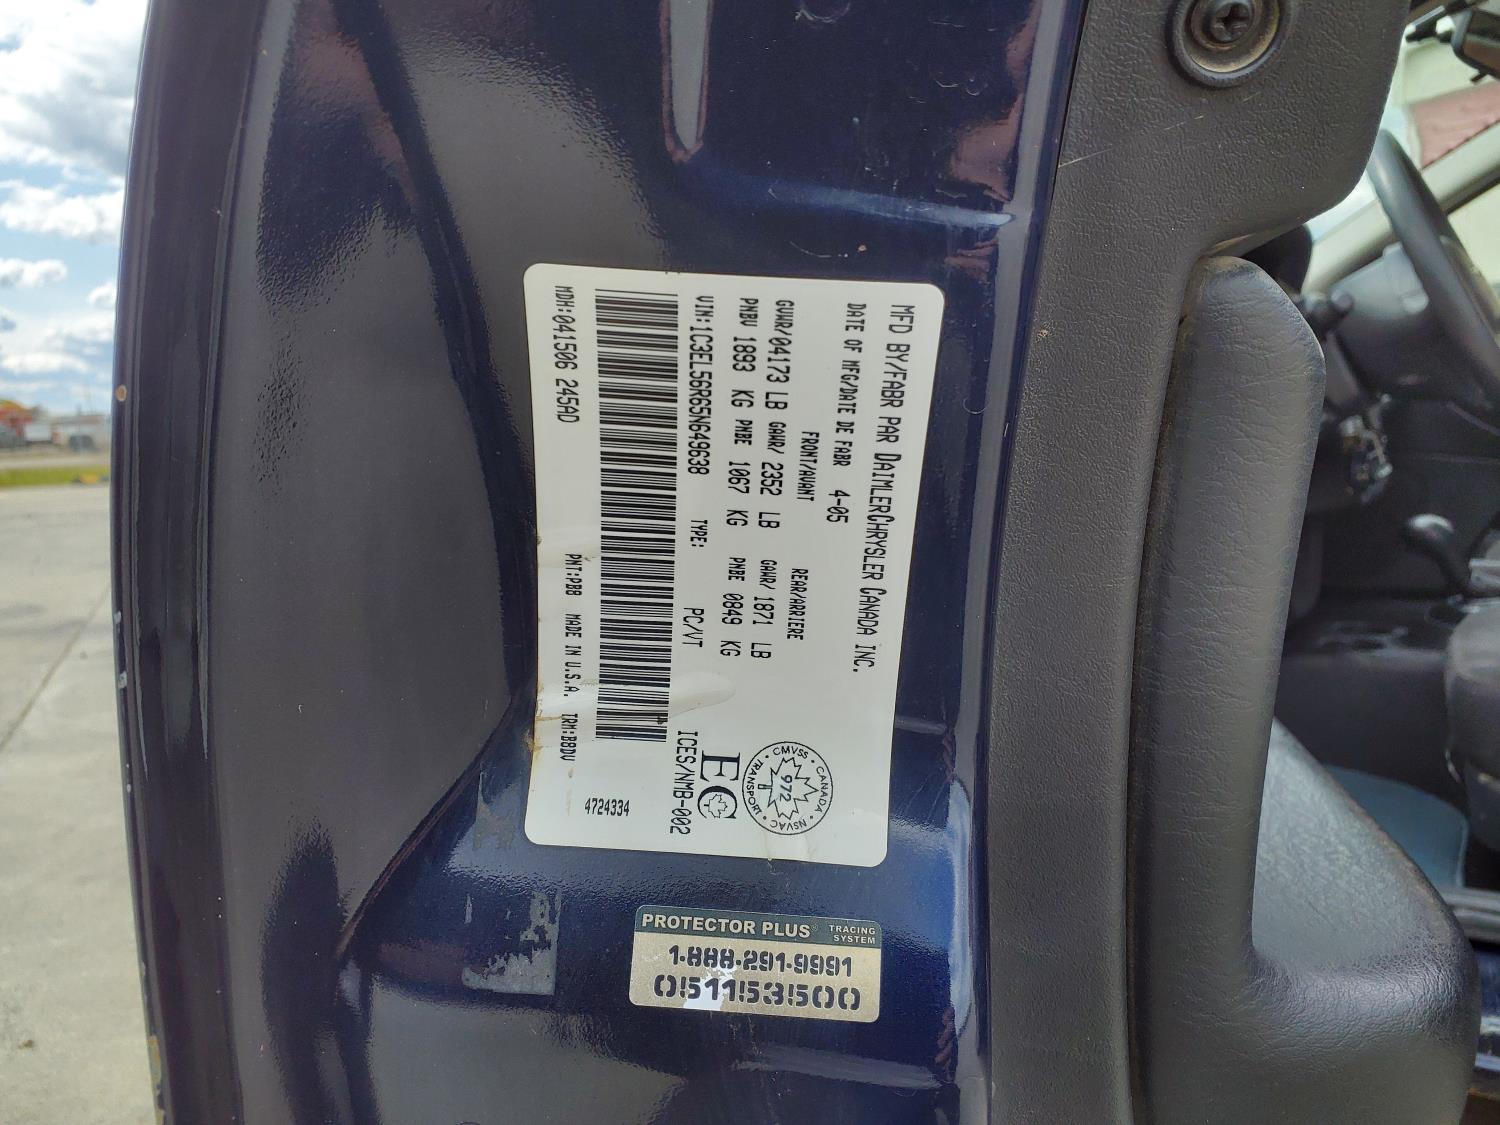 MFD BY/FABR PAR DAIMLERCHRYSLER CANADA INC.
DATE OF MFG/DATE DE FABR 4-05
FRONT/AVANT REAR/ARRIERE
GVWR/04173 LB GAWR/ 2352 LB GAWR/ 1871 LB
PNBV 1893 KG PNBE 1067 KG PNBE 0849 KG
VIN:1C3EL56R65N649638 TYPE: PC/VT ICES/NMB-002
MDH:041506 245AD PNT:PB8 MADE IN U.S.A. TRM:B8DV
4724334
EC
CMVSS • CANADA • NSVAC • TRANSPORT •
972
PROTECTOR PLUS® TRACING SYSTEM
1-888-291-9991
051153500